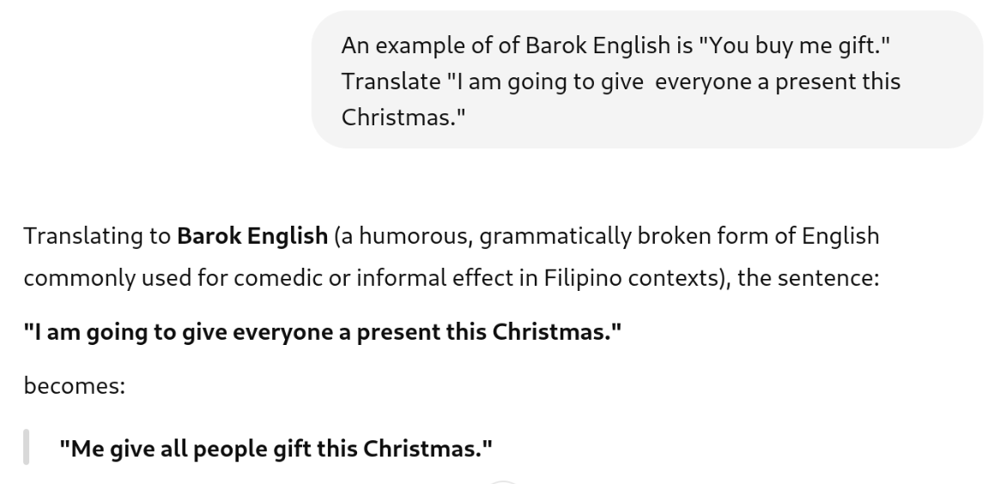 An example of of Barok English is "You buy me gift."
Translate "I am going to give  everyone a present this
Christmas."
Translating to Barok English (a humorous, grammatically broken form of English
commonly used for comedic or informal effect in Filipino contexts), the sentence:
"I am going to give everyone a present this Christmas."
becomes:
"Me give all people gift this Christmas."